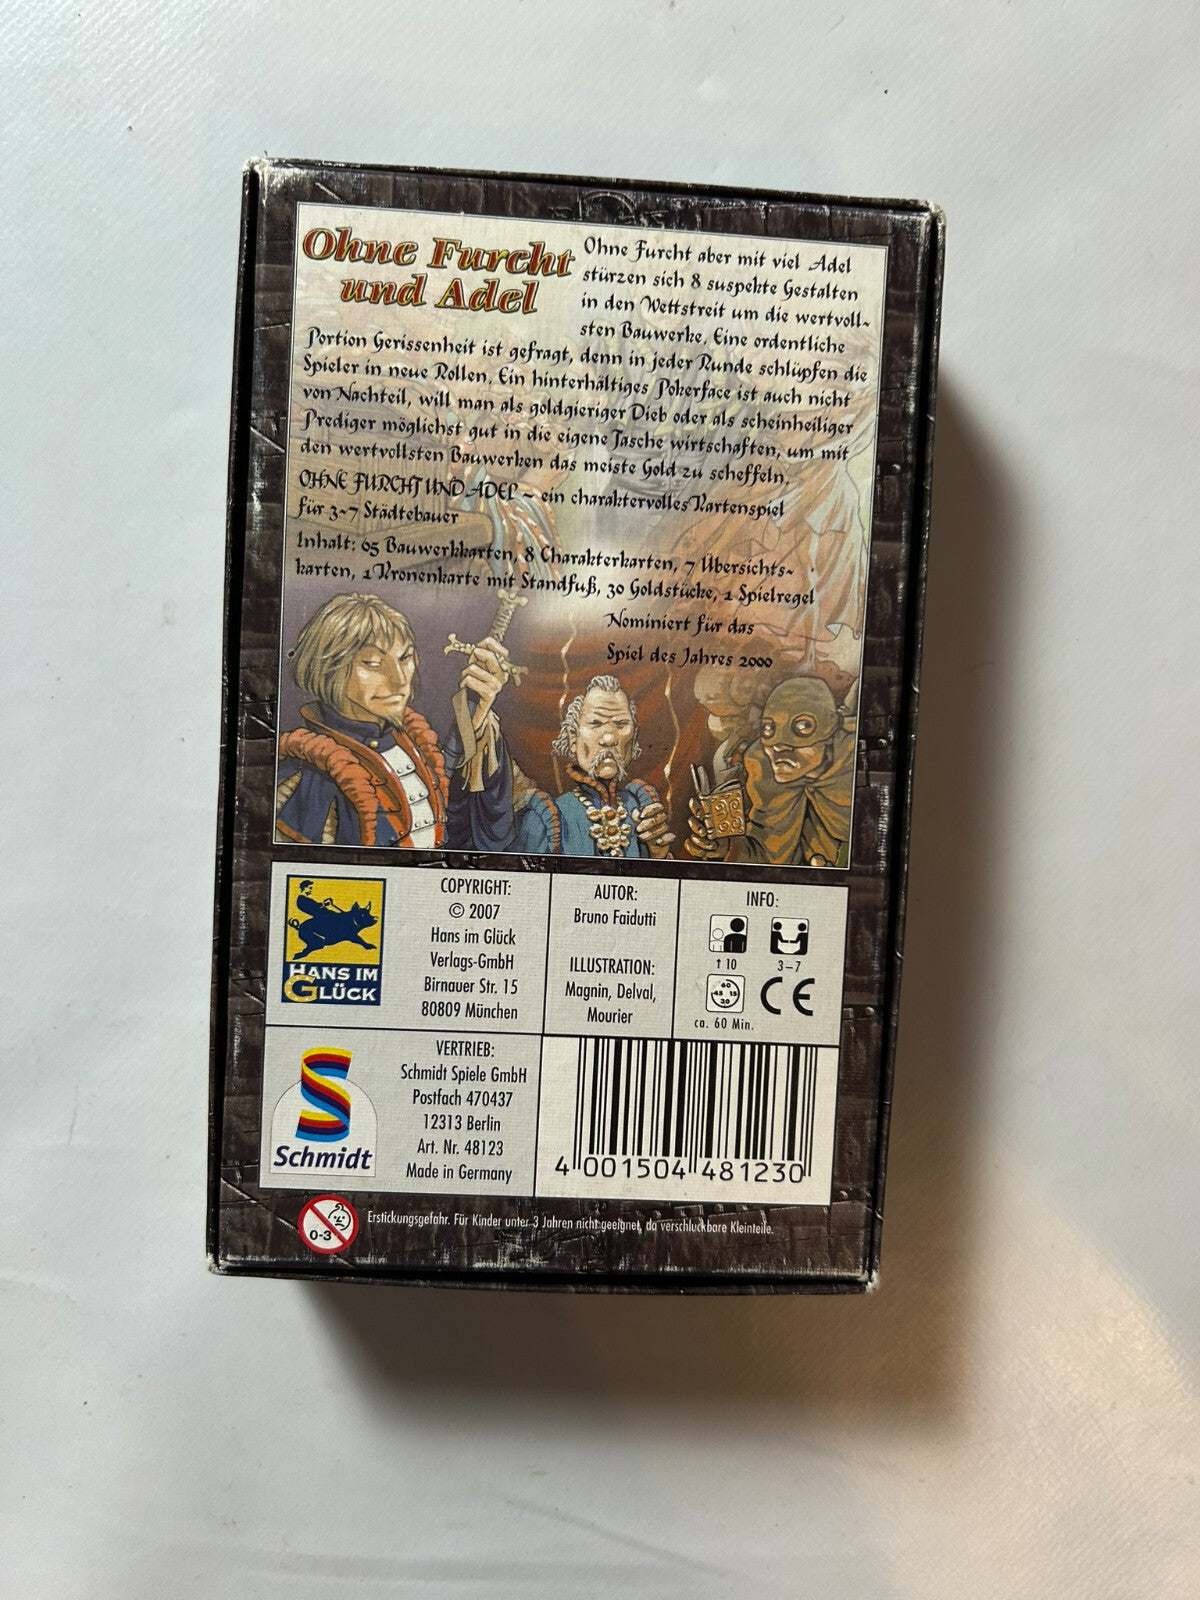 Ohne Furcht
und Adel
Ohne Furcht aber mit viel Adel
stürzen sich 8 suspekte Gestalten
in den Wettstreit um die wertvoll-
sten Bauwerke. Eine ordentliche
Portion Gerissenheit ist gefragt, denn in jeder Runde schlüpfen die
Spieler in neue Rollen. Ein hinterhältiges Pokerface ist auch nicht
von Nachteil, will man als goldgieriger Dieb oder als scheinheiliger
Prediger möglichst gut in die eigene Tasche wirtschaften, um mit
den wertvollsten Bauwerken das meiste Gold zu scheffeln.
OHNE FURCHT UND ADEL ~ ein charaktervolles Kartenspiel
für 3~7 Städtebauer
Inhalt: 65 Bauwerkkarten, 8 Charakterkarten, 7 Übersichts-
karten, 1 Kronenkarte mit Standfuß, 30 Goldstücke, 1 Spielregel
Nominiert für das
Spiel des Jahres 2000
HANS IM
GLÜCK
COPYRIGHT:
© 2007
Hans im Glück
Verlags-GmbH
Birnauer Str. 15
80809 München
AUTOR:
Bruno Faidutti
ILLUSTRATION:
Magnin, Delval,
Mourier
INFO:
↑ 10
3–7
60
45 15
30
CE
ca. 60 Min.
Schmidt
VERTRIEB:
Schmidt Spiele GmbH
Postfach 470437
12313 Berlin
Art. Nr. 48123
Made in Germany
4 001504 481230
0-3
Erstickungsgefahr. Für Kinder unter 3 Jahren nicht geeignet, da verschluckbare Kleinteile.